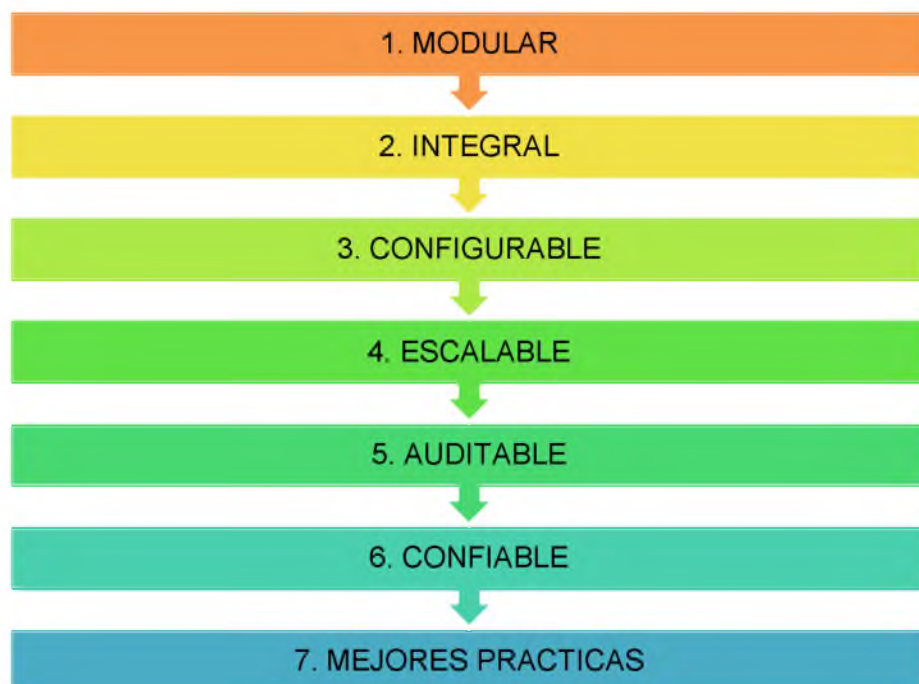 1. MODULAR
2. INTEGRAL
3. CONFIGURABLE
4. ESCALABLE
5. AUDITABLE
6. CONFIABLE
7. MEJORES PRACTICAS